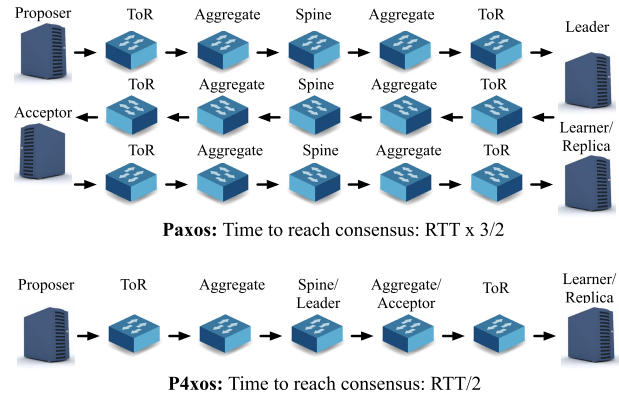 Proposer ToR Aggregate Spine Aggregate ToR Leader
Acceptor ToR Aggregate Spine Aggregate ToR Learner/
Replica
ToR Aggregate Spine Aggregate ToR
Paxos: Time to reach consensus: RTT x 3/2
Proposer ToR Aggregate Spine/ Aggregate/ ToR Learner/
Leader Acceptor Replica
P4xos: Time to reach consensus: RTT/2